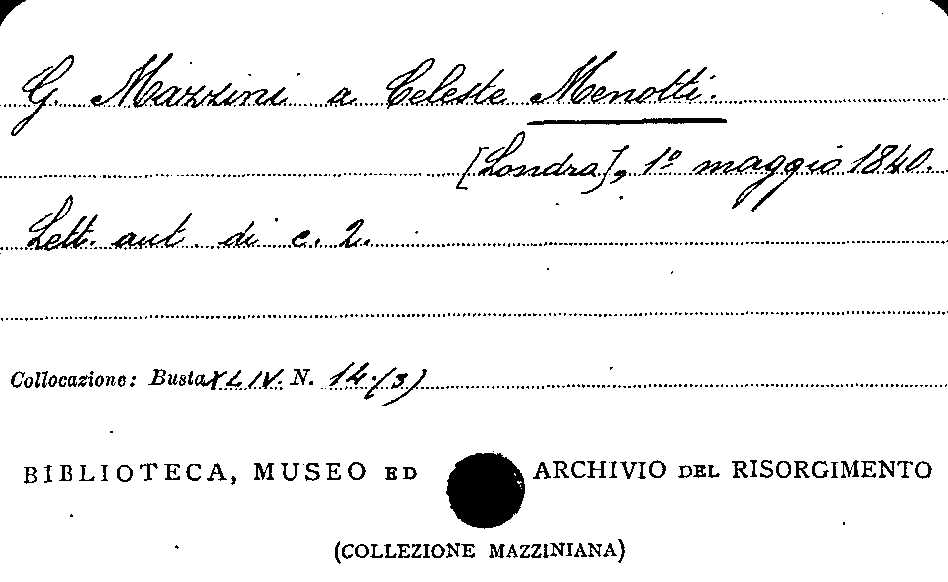 G. Mazzini a Celeste Menotti.
[Londra], 1º maggio 1840.
Lett. aut. di c. 2.
Collocazione: Busta XLIV. N. 14.(3)
BIBLIOTECA, MUSEO ED ARCHIVIO DEL RISORGIMENTO
(COLLEZIONE MAZZINIANA)